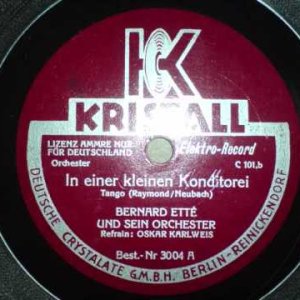 K
KRISTALL
LIZENZ AMMRE NUR
FÜR DEUTSCHLAND
Orchester
Elektro-Record
C 101,b
In einer kleinen Konditorei
Tango (Raymond/Neubach)
BERNARD ETTÉ
UND SEIN ORCHESTER
Refrain: OSKAR KARLWEIS
Best.-Nr 3004 A
DEUTSCHE CRYSTALATE G.M.B.H. BERLIN-REINICKENDORF